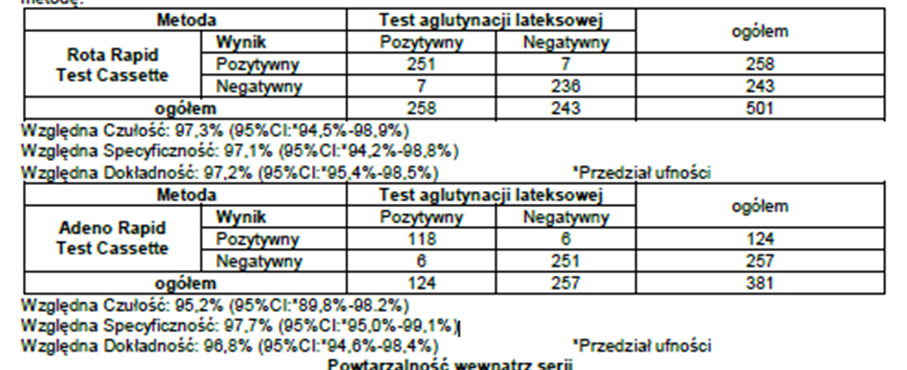 metodę.
Metoda Test aglutynacji lateksowej ogółem
Rota Rapid Test Cassette Wynik Pozytywny Negatywny
Pozytywny 251 7 258
Negatywny 7 236 243
ogółem 258 243 501
Względna Czułość: 97,3% (95%CI:*94,5%-98,9%)
Względna Specyficzność: 97,1% (95%CI:*94,2%-98,8%)
Względna Dokładność: 97,2% (95%CI:*95,4%-98,5%) *Przedział ufności
Metoda Test aglutynacji lateksowej ogółem
Adeno Rapid Test Cassette Wynik Pozytywny Negatywny
Pozytywny 118 6 124
Negatywny 6 251 257
ogółem 124 257 381
Względna Czułość: 95,2% (95%CI:*89,8%-98.2%)
Względna Specyficzność: 97,7% (95%CI:*95,0%-99,1%)
Względna Dokładność: 96,8% (95%CI:*94,6%-98,4%) *Przedział ufności
Powtarzalność wewnątrz serii